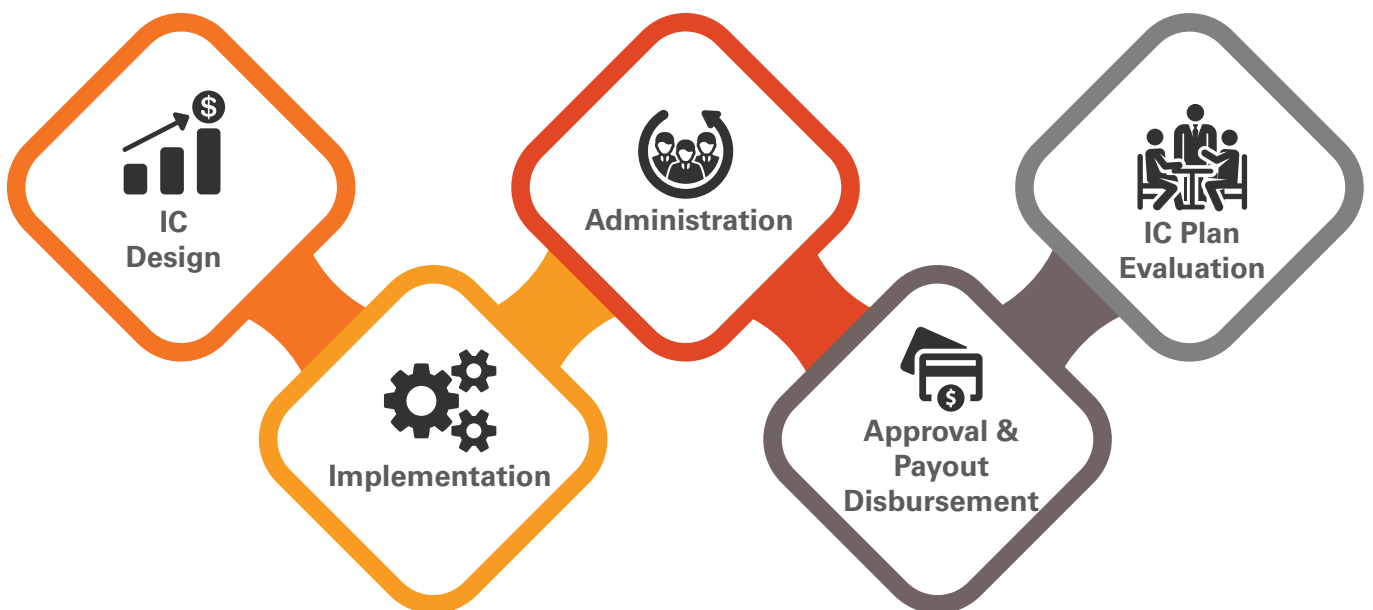 $
IC
Design
Implementation
Administration
$
Approval &
Payout
Disbursement
IC Plan
Evaluation